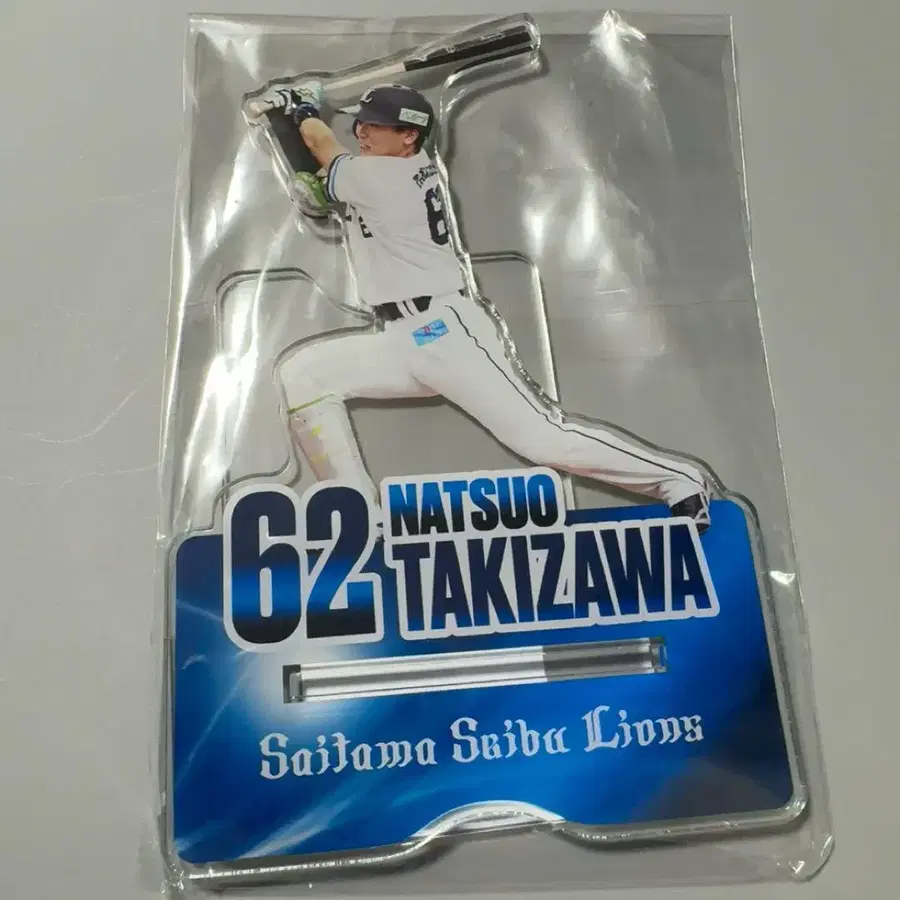 L
62
NATSUO
TAKIZAWA
Saitama Seibu Lions